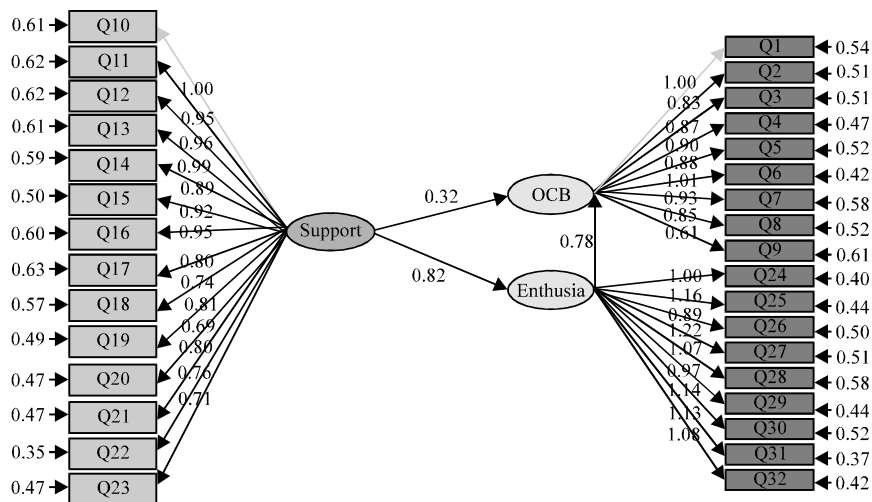 0.61 Q10
0.62 Q11
0.62 Q12
0.61 Q13
0.59 Q14
0.50 Q15
0.60 Q16
0.63 Q17
0.57 Q18
0.49 Q19
0.47 Q20
0.47 Q21
0.35 Q22
0.47 Q23
1.00
0.95
0.96
0.99
0.89
0.92
0.95
0.80
0.74
0.81
0.69
0.80
0.76
0.71
Support
0.32
0.82
OCB
0.78
Enthusia
1.00
0.83
0.87
0.90
0.88
1.01
0.93
0.85
0.61
1.00
1.16
0.89
1.22
1.07
0.97
1.14
1.13
1.08
Q1 0.54
Q2 0.51
Q3 0.51
Q4 0.47
Q5 0.52
Q6 0.42
Q7 0.58
Q8 0.52
Q9 0.61
Q24 0.40
Q25 0.44
Q26 0.50
Q27 0.51
Q28 0.58
Q29 0.44
Q30 0.52
Q31 0.37
Q32 0.42